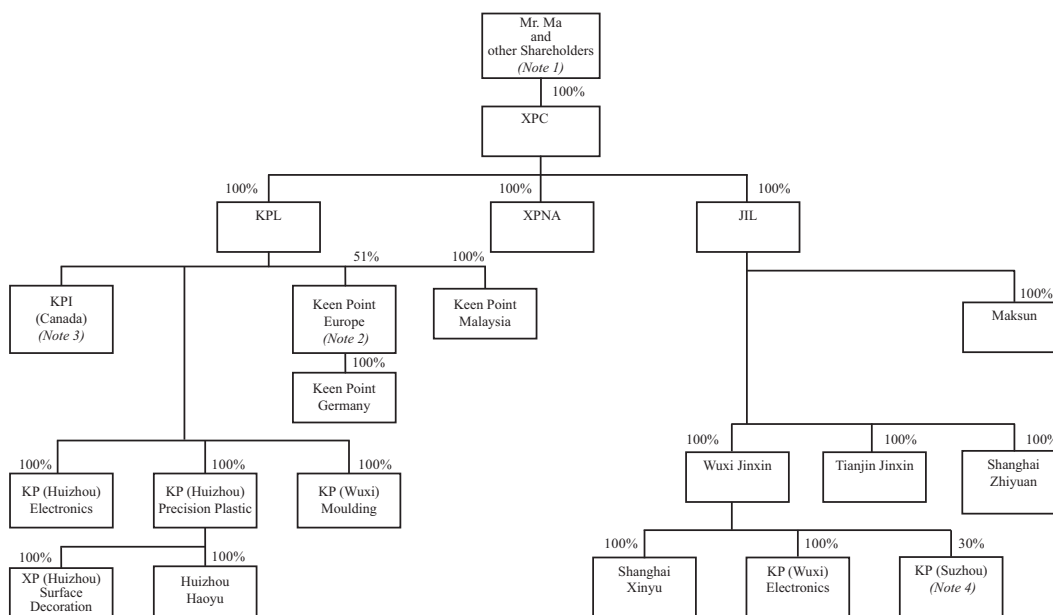 Mr. Ma
and
other Shareholders
(Note 1)
100%
XPC
100%
100%
100%
KPL
XPNA
JIL
51%
100%
KPI
(Canada)
(Note 3)
Keen Point
Europe
(Note 2)
Keen Point
Malaysia
100%
Maksun
100%
Keen Point
Germany
100%
100%
100%
100%
100%
100%
KP (Huizhou)
Electronics
KP (Huizhou)
Precision Plastic
KP (Wuxi)
Moulding
Wuxi Jinxin
Tianjin Jinxin
Shanghai
Zhiyuan
100%
100%
100%
100%
30%
XP (Huizhou)
Surface
Decoration
Huizhou
Haoyu
Shanghai
Xinyu
KP (Wuxi)
Electronics
KP (Suzhou)
(Note 4)